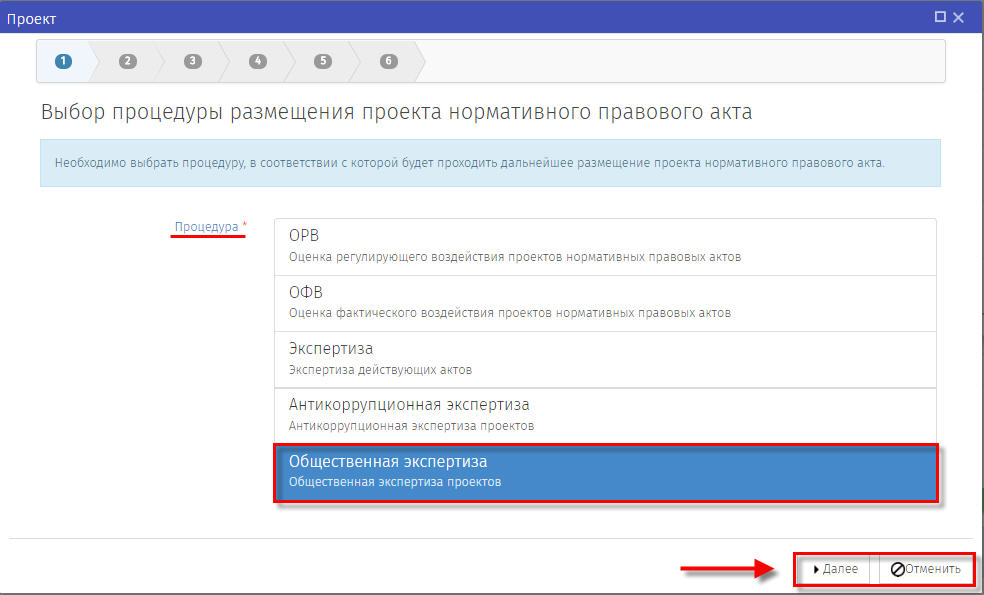 Проект
1 2 3 4 5 6
Выбор процедуры размещения проекта нормативного правового акта
Необходимо выбрать процедуру, в соответствии с которой будет проходить дальнейшее размещение проекта нормативного правового акта.
Процедура *
ОРВ
Оценка регулирующего воздействия проектов нормативных правовых актов
ОФВ
Оценка фактического воздействия проектов нормативных правовых актов
Экспертиза
Экспертиза действующих актов
Антикоррупционная экспертиза
Антикоррупционная экспертиза проектов
Общественная экспертиза
Общественная экспертиза проектов
Далее Отменить